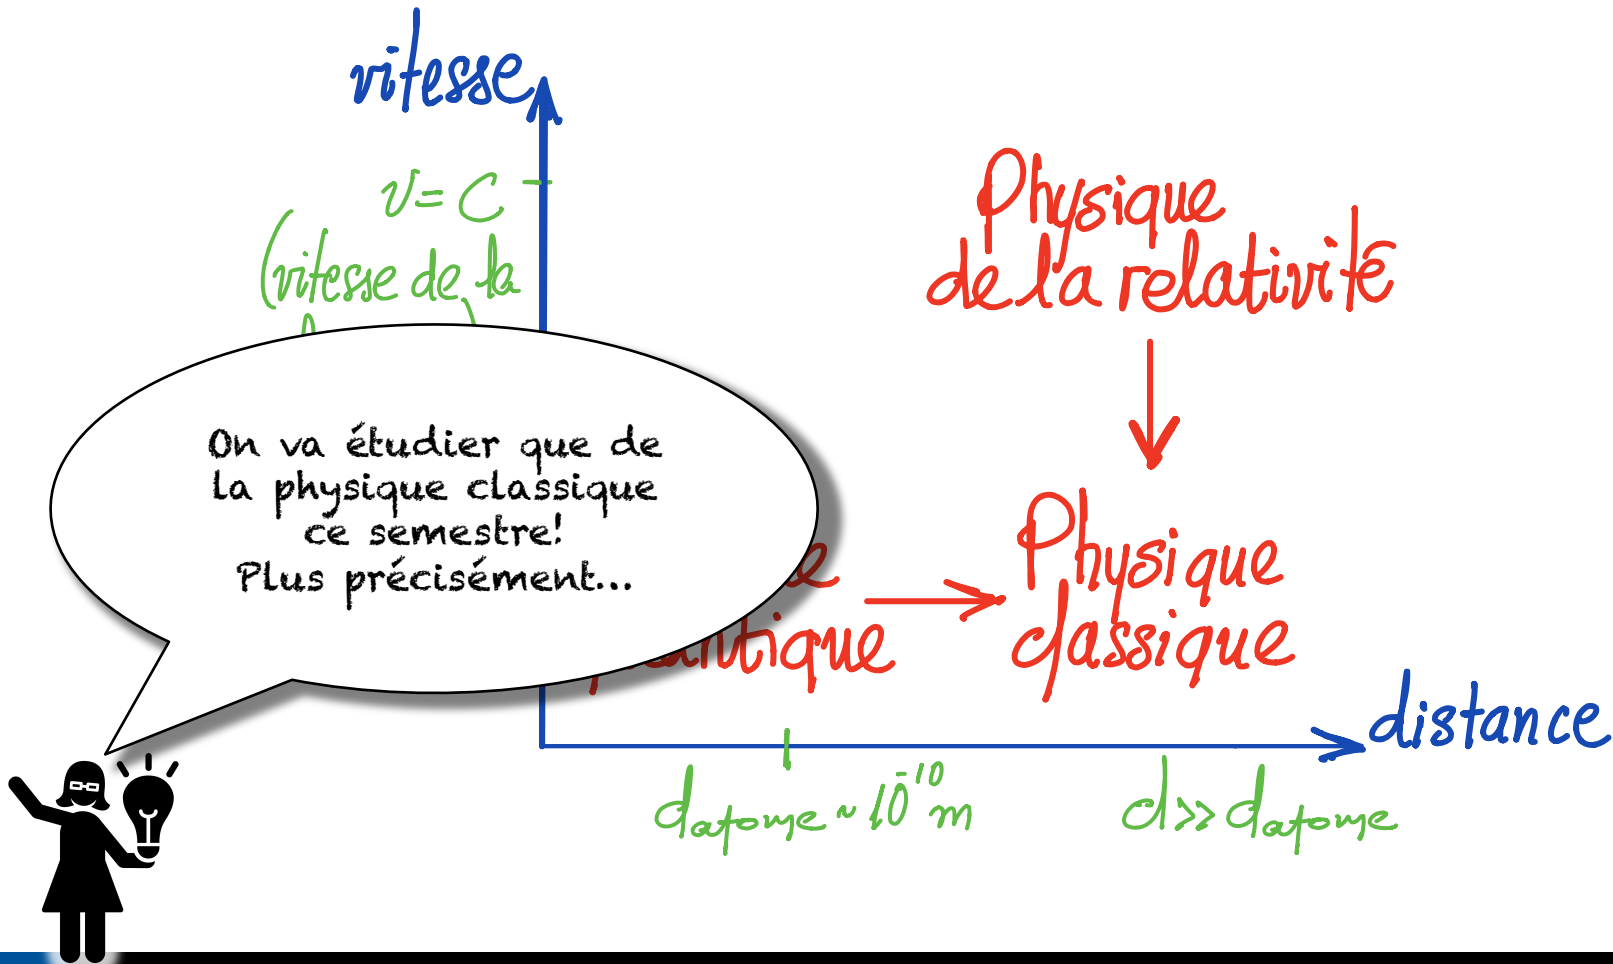 vitesse
v = c
(vitesse de la
Physique
de la relativité
On va étudier que de
la physique classique
ce semestre!
Plus précisément...
Physique
classique
distance
datome ~ 10⁻¹⁰ m
d >> datome